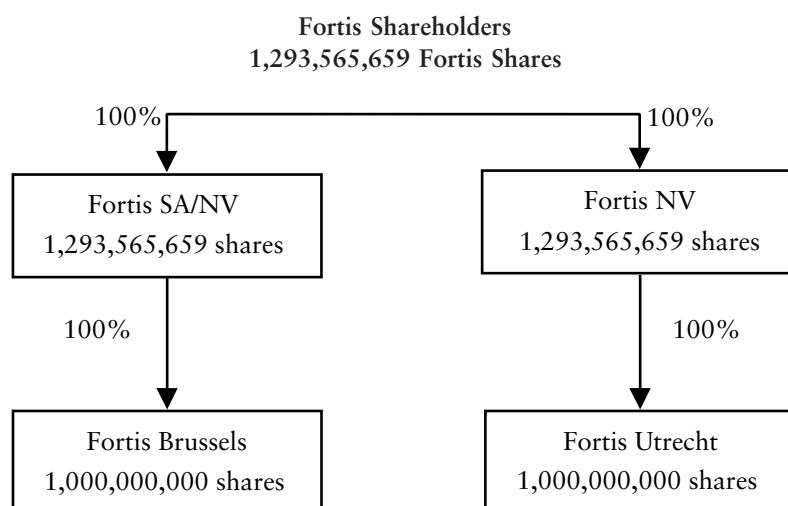 Fortis Shareholders
1,293,565,659 Fortis Shares
100%
100%
Fortis SA/NV
1,293,565,659 shares
Fortis NV
1,293,565,659 shares
100%
100%
Fortis Brussels
1,000,000,000 shares
Fortis Utrecht
1,000,000,000 shares